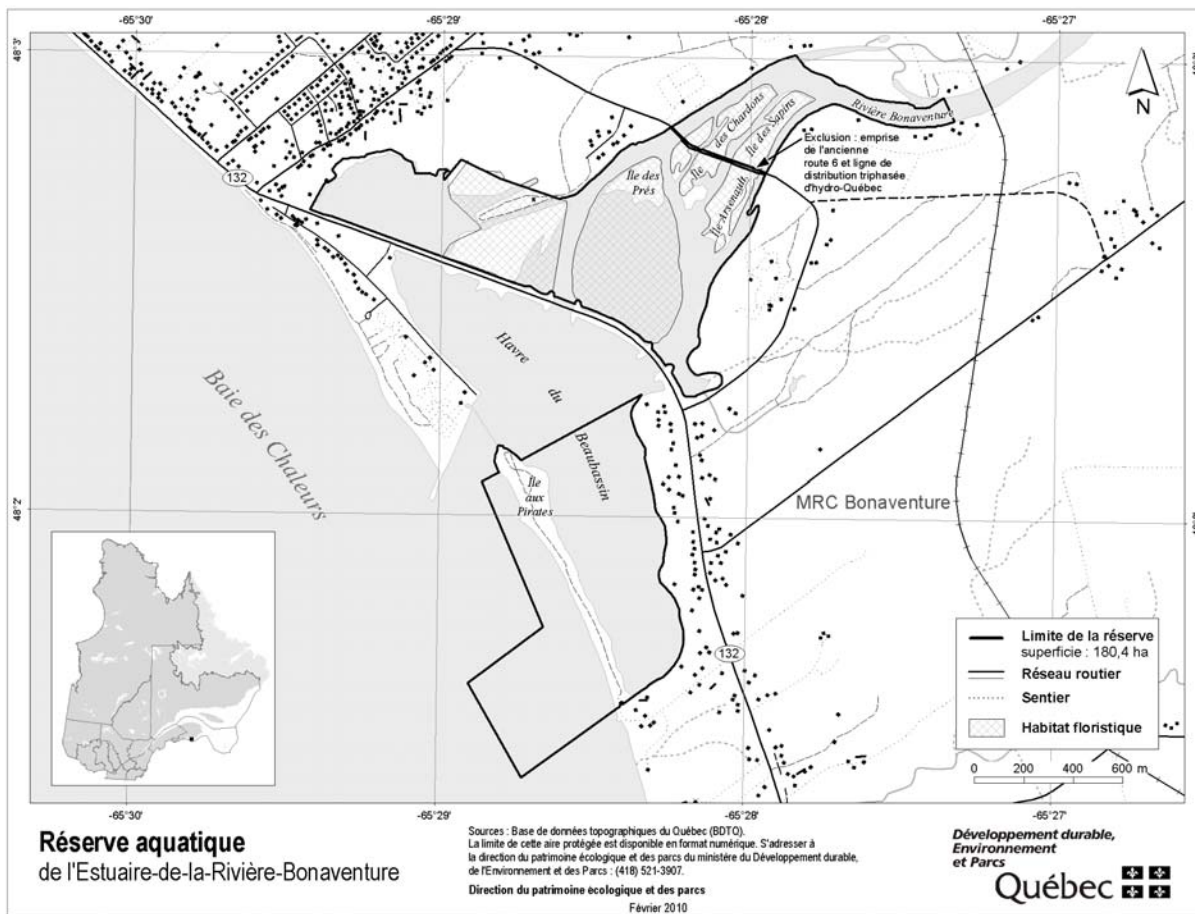 -65°30'
-65°29'
-65°28'
-65°27'
48°3'
N
Rivière Bonaventure
Île des Chardons
Île des Sapins
Île Arsenault
Île des
Prés
Exclusion : emprise
de l'ancienne
route 6 et ligne de
distribution triphasée
d'hydro-Québec
132
Havre
du
Beaubassin
Baie des Chaleurs
Île
aux
Pirates
48°2'
MRC Bonaventure
132
Limite de la réserve
superficie : 180,4 ha
Réseau routier
Sentier
Habitat floristique
0 200 400 600 m
-65°30'
-65°29'
-65°28'
-65°27'
Réserve aquatique
de l'Estuaire-de-la-Rivière-Bonaventure
Sources : Base de données topographiques du Québec (BDTQ).
La limite de cette aire protégée est disponible en format numérique. S'adresser à
la direction du patrimoine écologique et des parcs du ministère du Développement durable,
de l'Environnement et des Parcs : (418) 521-3907.
Direction du patrimoine écologique et des parcs
Février 2010
Développement durable,
Environnement
et Parcs
Québec